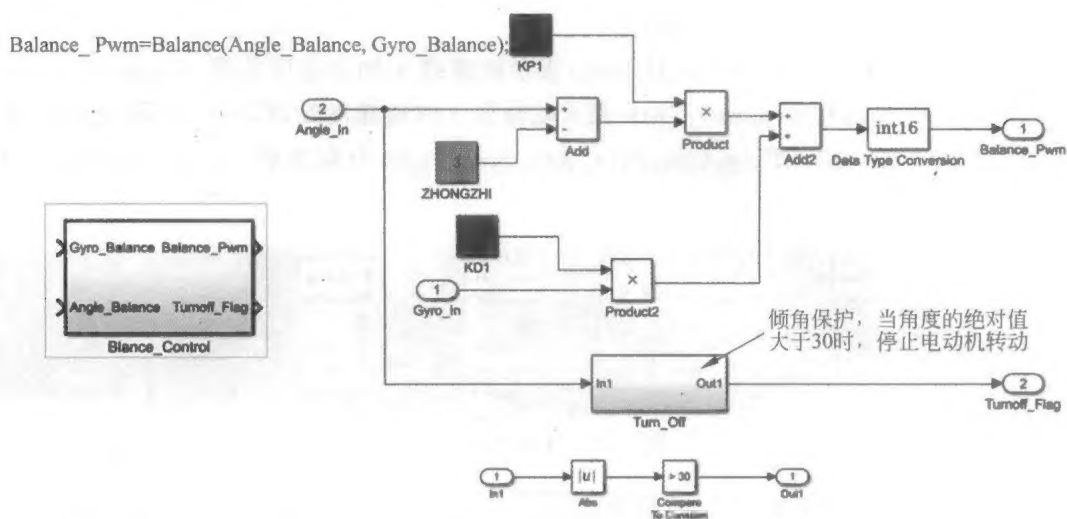 Balance_ Pwm=Balance(Angle_Balance, Gyro_Balance);
KP1
2
Angle_In
+
+
Add
×
Product
+
+
Add2
int16
Data Type Conversion
1
Balance_Pwm
3
ZHONGZHI
KD1
1
Gyro_In
×
Product2
Gyro_Balance Balance_Pwm
Angle_Balance Turnoff_Flag
Blance_Control
倾角保护，当角度的绝对值
大于30时，停止电动机转动
In1 Out1
Turn_Off
2
Turnoff_Flag
1
In1
|u|
Abs
> 30
Compare
To Constant
1
Out1